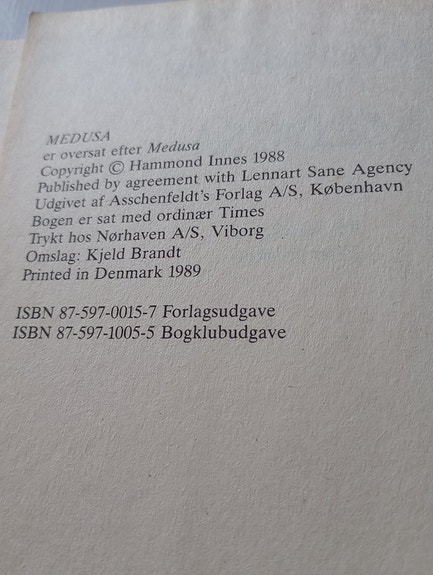 MEDUSA
er oversat efter Medusa
Copyright © Hammond Innes 1988
Published by agreement with Lennart Sane Agency
Udgivet af Asschenfeldt's Forlag A/S, København
Bogen er sat med ordinær Times
Trykt hos Nørhaven A/S, Viborg
Omslag: Kjeld Brandt
Printed in Denmark 1989
ISBN 87-597-0015-7 Forlagsudgave
ISBN 87-597-1005-5 Bogklubudgave